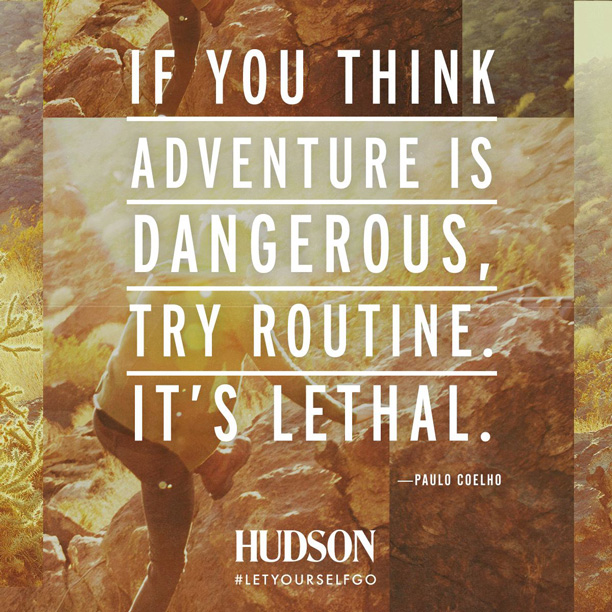 IF YOU THINK
ADVENTURE IS
DANGEROUS,
TRY ROUTINE.
IT'S LETHAL.
—PAULO COELHO
HUDSON
#LETYOURSELFGO